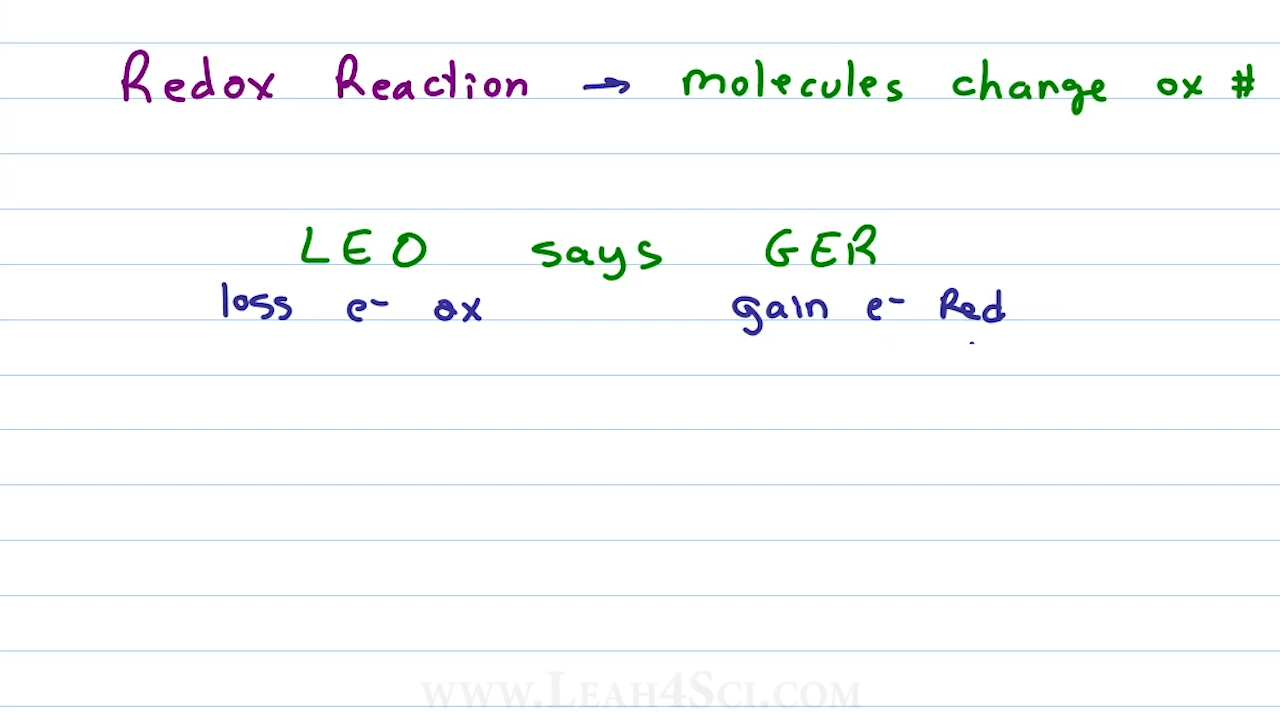 Redox Reaction → molecules change ox #
LEO says GER
loss e- ox gain e- Red
www.Leah4Sci.com